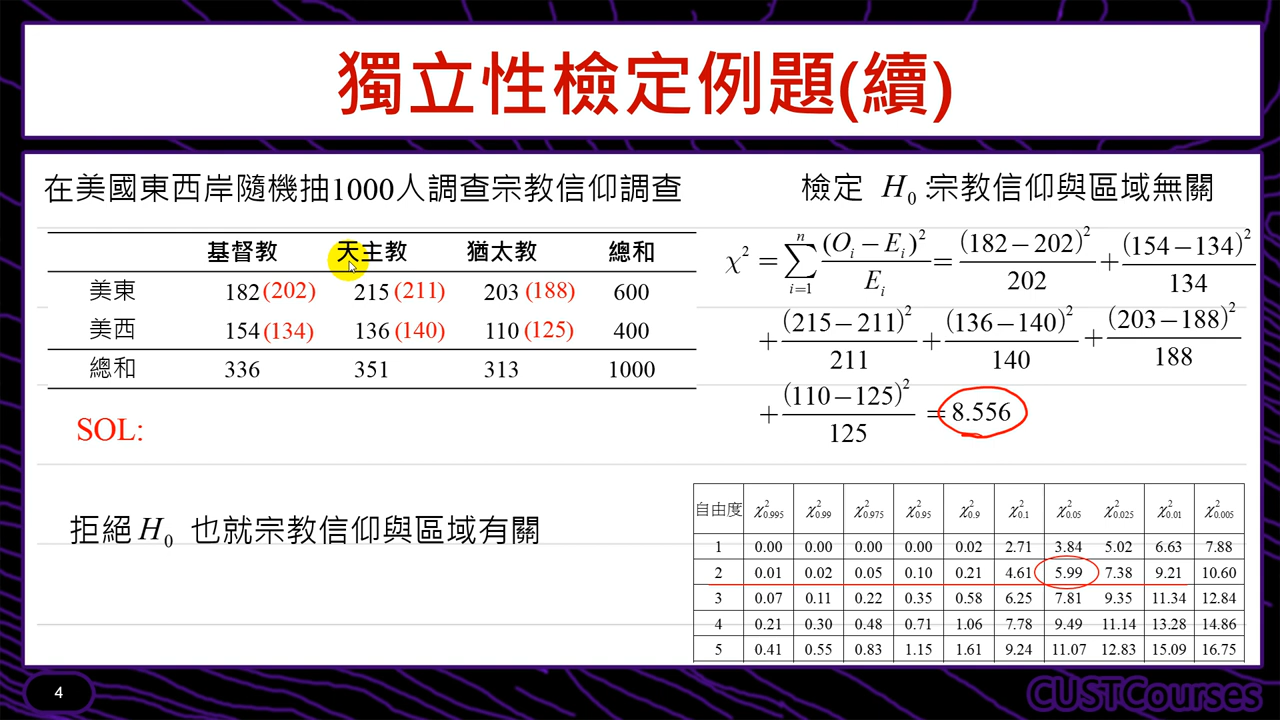 獨立性檢定例題(續)
在美國東西岸隨機抽1000人調查宗教信仰調查
基督教 天主教 猶太教 總和
美東 182(202) 215(211) 203(188) 600
美西 154(134) 136(140) 110(125) 400
總和 336 351 313 1000
SOL:
拒絕H₀ 也就宗教信仰與區域有關
檢定 H₀:宗教信仰與區域無關
χ² = ∑ᵢ₌₁ⁿ (Oᵢ−Eᵢ)²/Eᵢ = (182−202)²/202 + (154−134)²/134
+ (215−211)²/211 + (136−140)²/140 + (203−188)²/188
+ (110−125)²/125 = 8.556
自由度 χ²0.995 χ²0.99 χ²0.975 χ²0.95 χ²0.9 χ²0.1 χ²0.05 χ²0.025 χ²0.01 χ²0.005
1 0.00 0.00 0.00 0.00 0.02 2.71 3.84 5.02 6.63 7.88
2 0.01 0.02 0.05 0.10 0.21 4.61 5.99 7.38 9.21 10.60
3 0.07 0.11 0.22 0.35 0.58 6.25 7.81 9.35 11.34 12.84
4 0.21 0.30 0.48 0.71 1.06 7.78 9.49 11.14 13.28 14.86
5 0.41 0.55 0.83 1.15 1.61 9.24 11.07 12.83 15.09 16.75
4
CUSTCourses